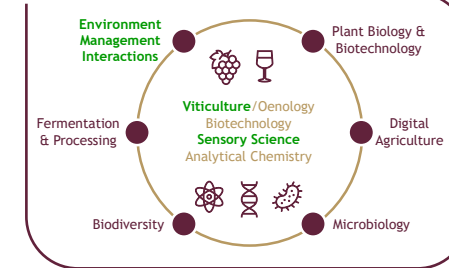 Environment
Management
Interactions
Plant Biology &
Biotechnology
Viticulture/Oenology
Biotechnology
Sensory Science
Analytical Chemistry
Fermentation
& Processing
Digital
Agriculture
Biodiversity
Microbiology